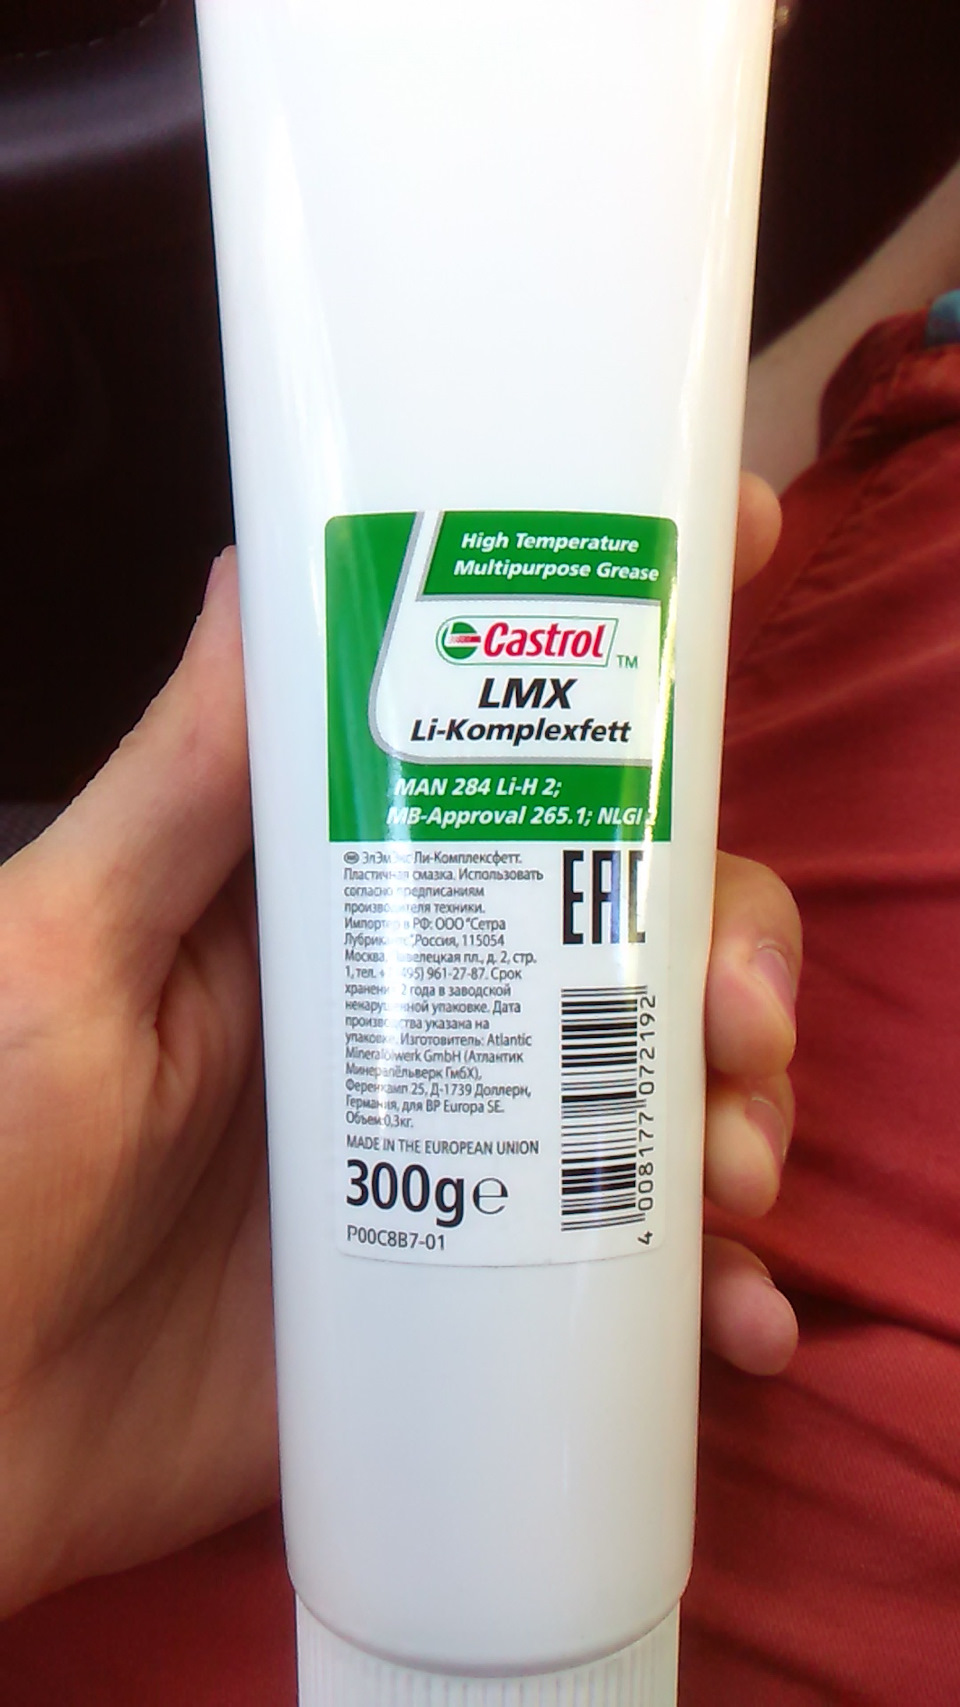 High Temperature
Multipurpose Grease
Castrol
TM
LMX
Li-Komplexfett
MAN 284 Li-H 2;
MB-Approval 265.1; NLGI 2
ЭлЭмЭкс Ли-Комплексфетт.
Пластичная смазка. Использовать
согласно предписаниям
производителя техники.
Импортер в РФ: ООО "Сетра
Лубрикантс", Россия, 115054
Москва, Павелецкая пл., д. 2, стр.
1, тел. +7(495) 961-27-87. Срок
хранения 2 года в заводской
ненарушенной упаковке. Дата
производства указана на
упаковке. Изготовитель: Atlantic
Mineralölwerk GmbH (Атлантик
Минералёльверк ГмбХ),
Ференкамп 25, Д-1739 Доллерн,
Германия, для BP Europa SE.
Объем:0,3кг.
MADE IN THE EUROPEAN UNION
300g℮
P00C8B7-01
EAC
4 008177 072192